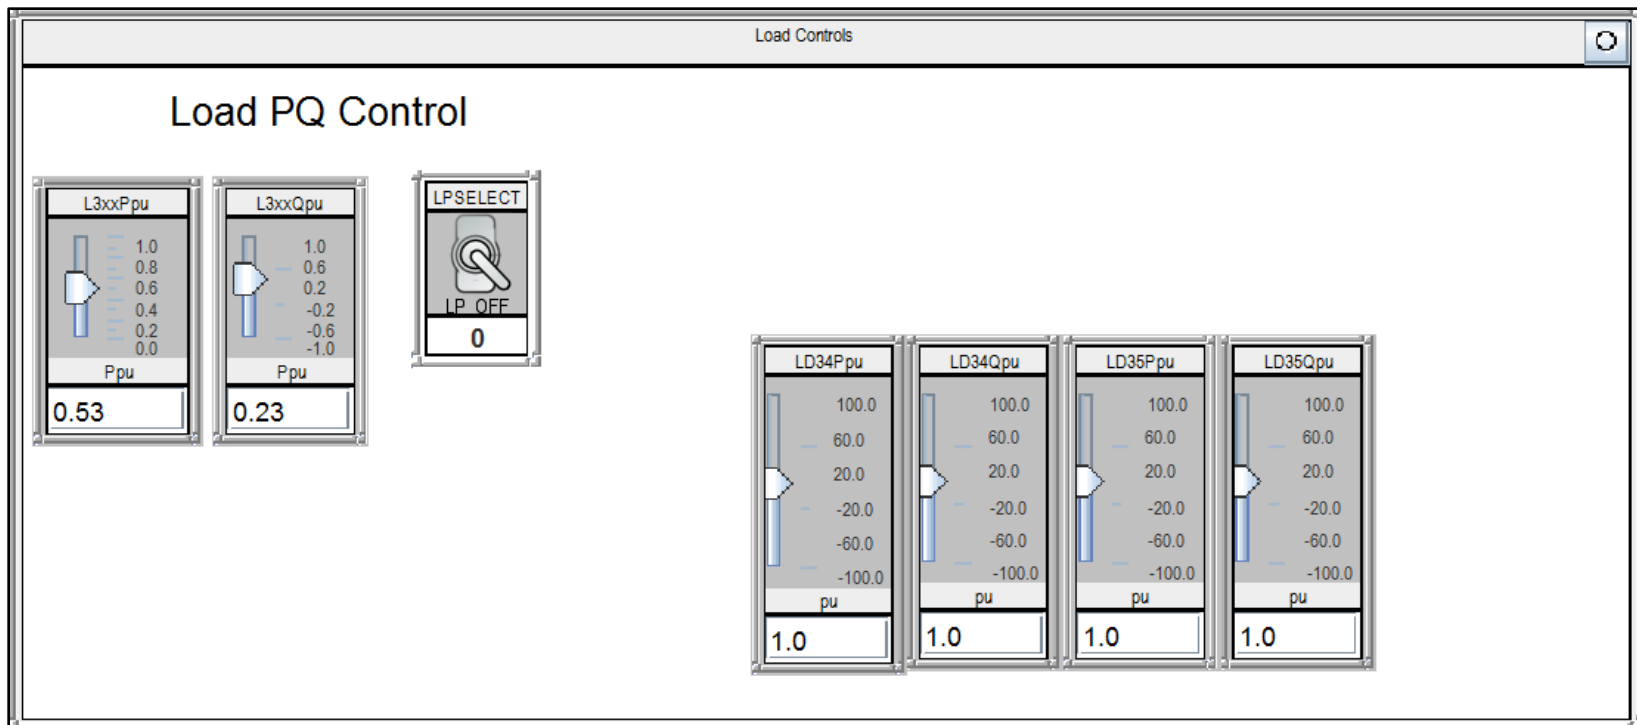 Load Controls
Load PQ Control
L3xxPpu
1.0
0.8
0.6
0.4
0.2
0.0
Ppu
0.53
L3xxQpu
1.0
0.6
0.2
-0.2
-0.6
-1.0
Ppu
0.23
LPSELECT
LP OFF
0
LD34Ppu
100.0
60.0
20.0
-20.0
-60.0
-100.0
pu
1.0
LD34Qpu
100.0
60.0
20.0
-20.0
-60.0
-100.0
pu
1.0
LD35Ppu
100.0
60.0
20.0
-20.0
-60.0
-100.0
pu
1.0
LD35Qpu
100.0
60.0
20.0
-20.0
-60.0
-100.0
pu
1.0